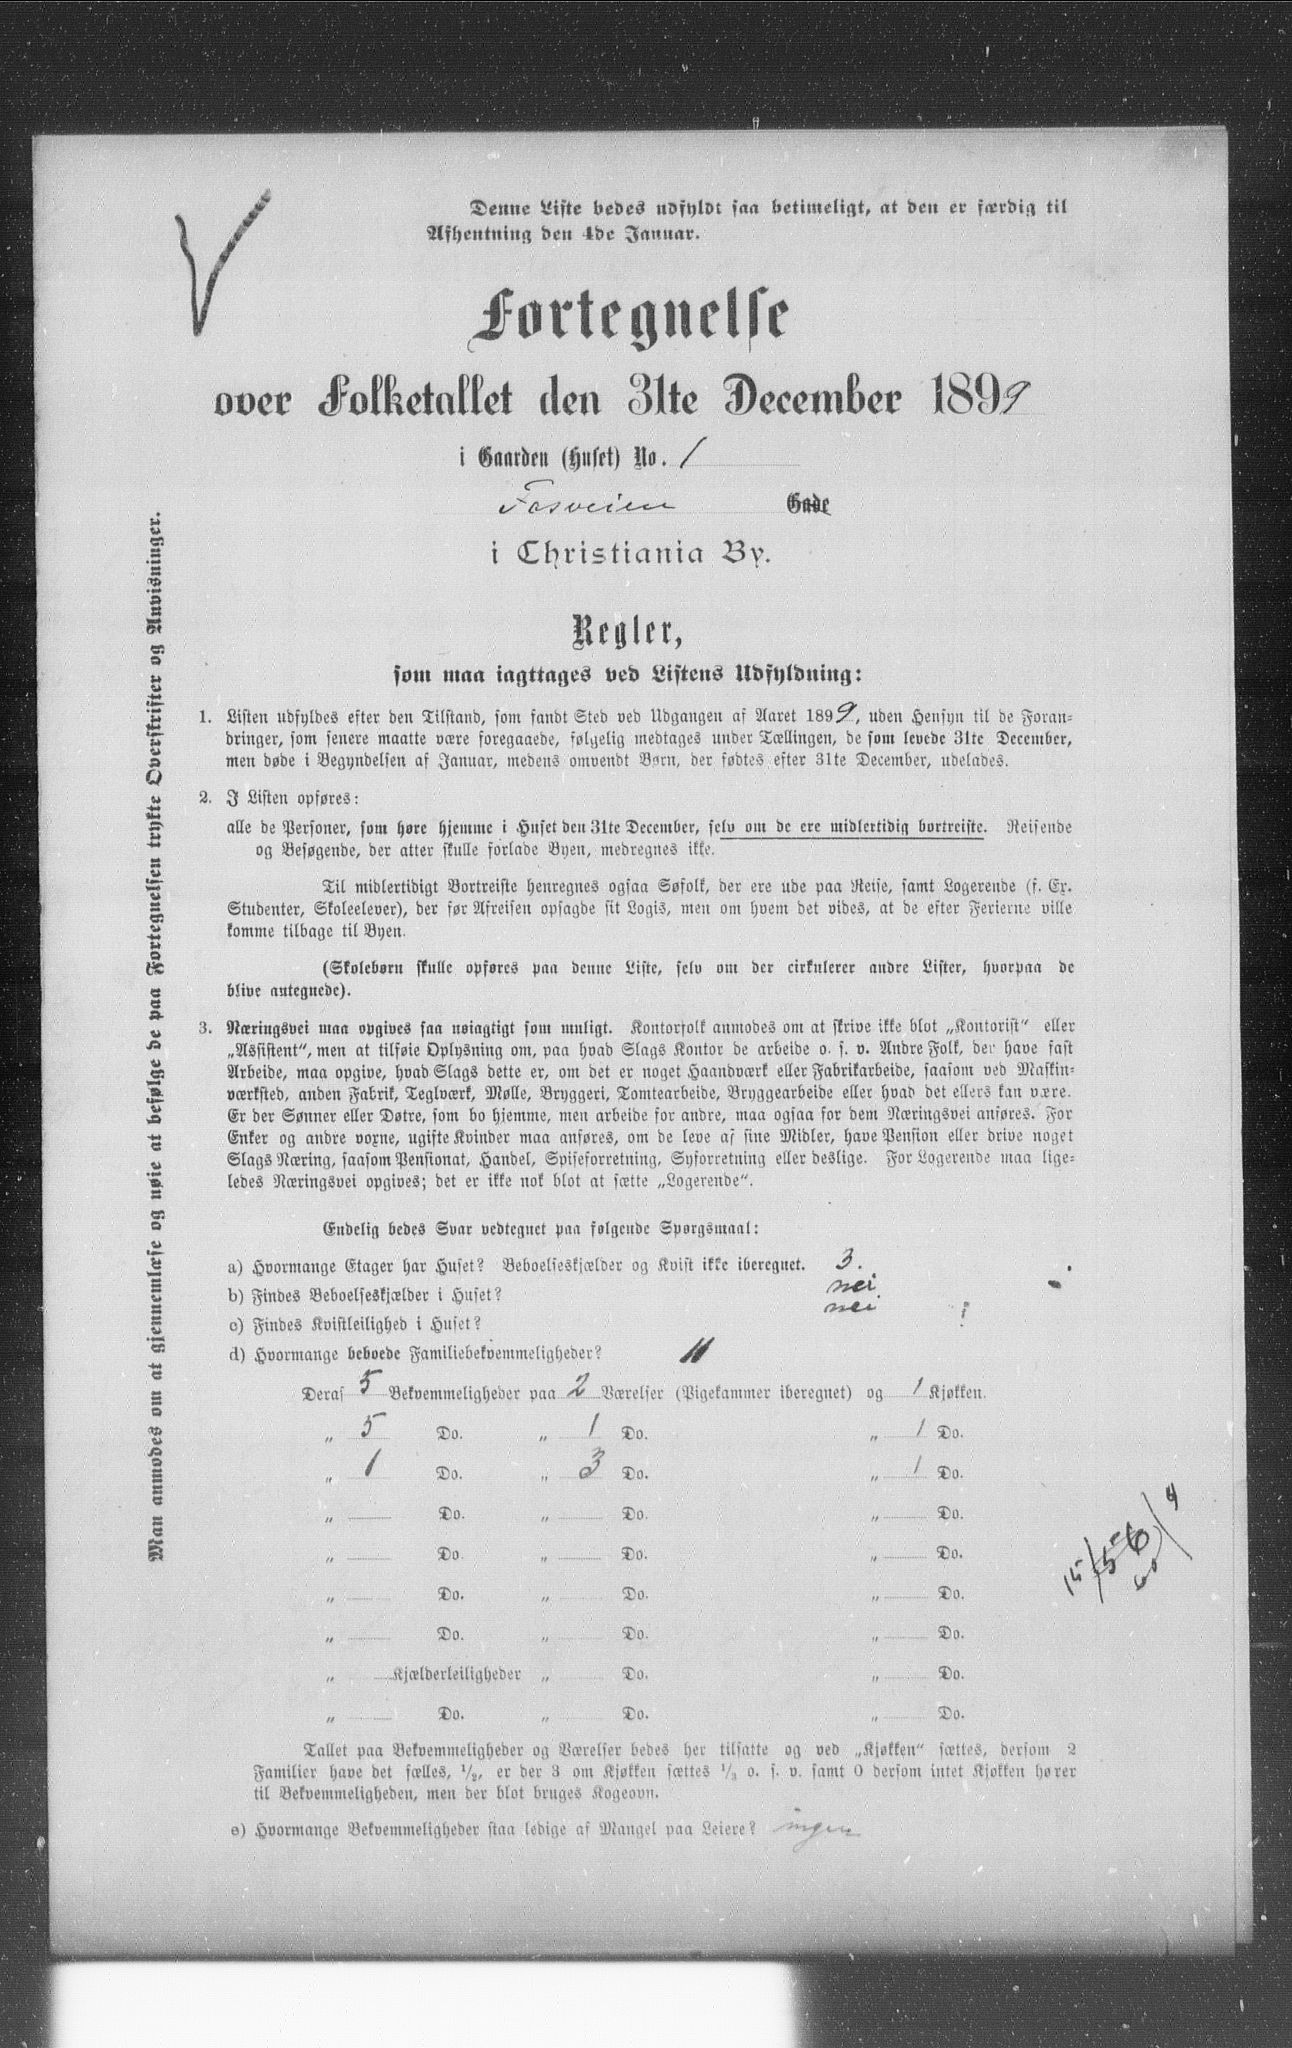 Denne Liste bedes udfyldt saa betimeligt, at den er færdig til
Afhentning den 4de Januar.
Fortegnelse
over Folketallet den 31te December 1899
i Gaarden (Huset) No. 1
Fosveien Gade
i Christiania By.
Regler,
som maa iagttages ved Listens Udfyldning:
1. Listen udfyldes efter den Tilstand, som fandt Sted ved Udgangen af Aaret 1899, uden Hensyn til de Foran-
dringer, som senere maatte være foregaaede, følgelig medtages under Tællingen, de som levede 31te December,
men døde i Begyndelsen af Januar, medens omvendt Børn, der fødtes efter 31te December, udelades.
2. I Listen opføres:
alle de Personer, som høre hjemme i Huset den 31te December, selv om de ere midlertidig bortreiste. Reisende
og Besøgende, der atter skulle forlade Byen, medregnes ikke.
Til midlertidigt Bortreiste henregnes ogsaa Søfolk, der ere ude paa Reise, samt Logerende (f. Ex.
Studenter, Skoleelever), der før Afreisen opsagde sit Logis, men om hvem det vides, at de efter Ferierne ville
komme tilbage til Byen.
(Skolebørn skulle opføres paa denne Liste, selv om der cirkulerer andre Lister, hvorpaa de
blive antegnede).
3. Næringsvei maa opgives saa nøiagtigt som muligt. Kontorfolk anmodes om at skrive ikke blot „Kontorist“ eller
„Assistent“, men at tilføie Oplysning om, paa hvad Slags Kontor de arbeide o. s. v. Andre Folk, der have fast
Arbeide, maa opgive, hvad Slags dette er, om det er noget Haandværk eller Fabrikarbeide, saasom ved Maskin-
værksted, anden Fabrik, Teglværk, Mølle, Bryggeri, Tomtearbeide, Bryggearbeide eller hvad det ellers kan være.
Er der Sønner eller Døtre, som bo hjemme, men arbeide for andre, maa ogsaa for dem Næringsvei anføres. For
Enker og andre voxne, ugifte Kvinder maa anføres, om de leve af sine Midler, have Pension eller drive noget
Slags Næring, saasom Pensionat, Handel, Spiseforretning, Syforretning eller deslige. For Logerende maa lige-
ledes Næringsvei opgives; det er ikke nok blot at sætte „Logerende“.
Endelig bedes Svar vedtegnet paa følgende Spørgsmaal:
a) Hvormange Etager har Huset? Beboelseskjælder og Kvist ikke iberegnet. 3.
b) Findes Beboelseskjælder i Huset? nei
c) Findes Kvistleilighed i Huset? nei
d) Hvormange beboede Familiebekvemmeligheder? 11
Deraf 5 Bekvemmeligheder paa 2 Værelser (Pigekammer iberegnet) og 1 Kjøkken.
„ 5 Do. „ 1 Do. „ 1 Do.
„ 1 Do. „ 3 Do. „ 1 Do.
„ Do. „ Do. „ Do.
„ Do. „ Do. „ Do.
„ Do. „ Do. „ Do.
„ Do. „ Do. „ Do.
„ Kjælderleiligheder „ Do. „ Do.
„ Do. „ Do. „ Do.
Tallet paa Bekvemmeligheder og Værelser bedes her tilsatte og ved „Kjøkken“ sættes, dersom 2
Familier have det fælles, 1/2, er der 3 om Kjøkken sættes 1/3 o. s. v. samt 0 dersom intet Kjøkken hører
til Bekvemmeligheden, men der blot bruges Kogeovn.
e) Hvormange Bekvemmeligheder staa ledige af Mangel paa Leiere? ingen
Man anmodes om at gjennemlæse og nøie at befølge de paa Fortegnelsen trykte Overskrifter og Anvisninger.